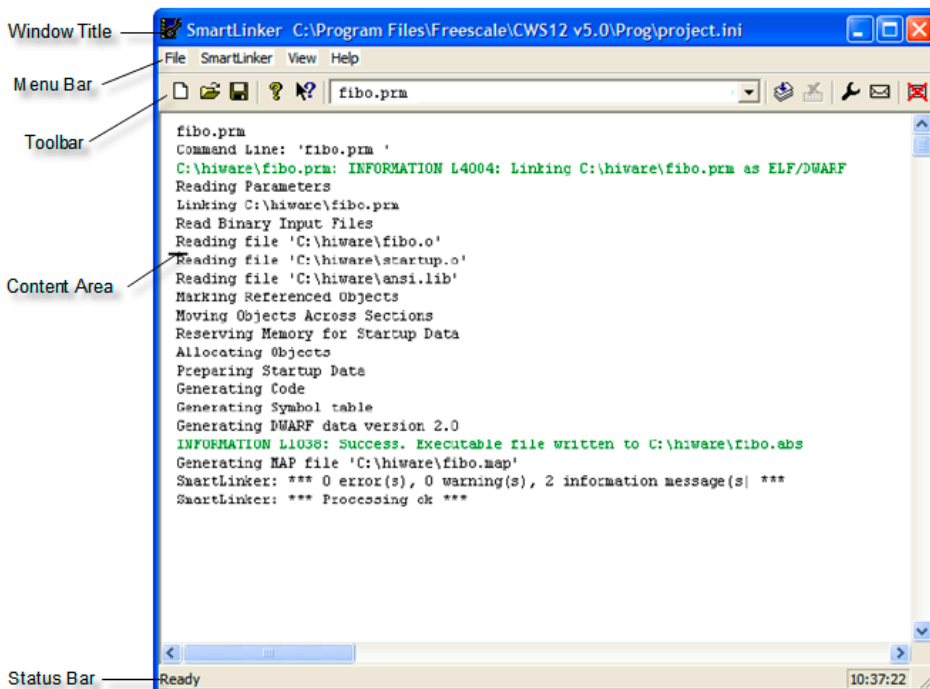 Window Title
SmartLinker C:\Program Files\Freescale\CWS12 v5.0\Prog\project.ini
Menu Bar
File SmartLinker View Help
Toolbar
fibo.prm
fibo.prm
Command Line: 'fibo.prm '
C:\hiware\fibo.prm: INFORMATION L4004: Linking C:\hiware\fibo.prm as ELF/DWARF
Reading Parameters
Linking C:\hiware\fibo.prm
Read Binary Input Files
Reading file 'C:\hiware\fibo.o'
Reading file 'C:\hiware\startup.o'
Content Area
Reading file 'C:\hiware\ansi.lib'
Marking Referenced Objects
Moving Objects Across Sections
Reserving Memory for Startup Data
Allocating Objects
Preparing Startup Data
Generating Code
Generating Symbol table
Generating DWARF data version 2.0
INFORMATION L1038: Success. Executable file written to C:\hiware\fibo.abs
Generating MAP file 'C:\hiware\fibo.map'
SmartLinker: *** 0 error(s), 0 warning(s), 2 information message(s| ***
SmartLinker: *** Processing ok ***
Status Bar
Ready
10:37:22